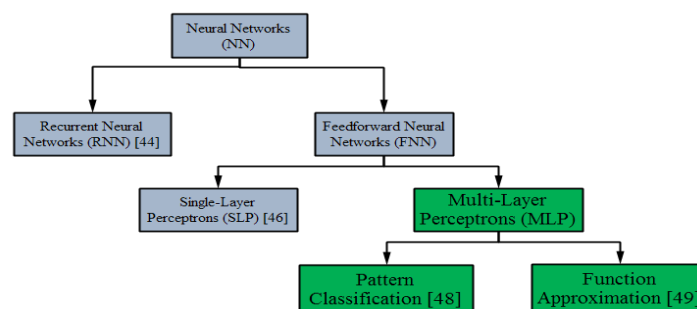 Neural Networks
(NN)
Recurrent Neural
Networks (RNN) [44]
Feedforward Neural
Networks (FNN)
Single-Layer
Perceptrons (SLP) [46]
Multi-Layer
Perceptrons (MLP)
Pattern
Classification [48]
Function
Approximation [49]